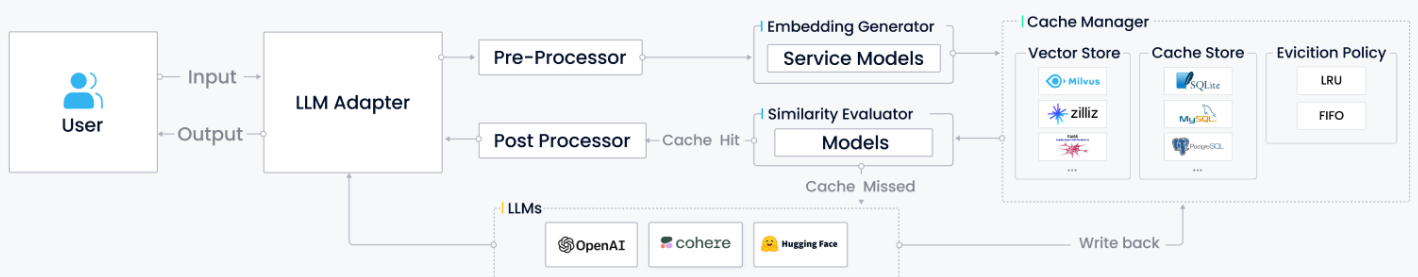 User
Input
Output
LLM Adapter
Pre-Processor
Post Processor
Embedding Generator
Service Models
Similarity Evaluator
Models
Cache Hit
Cache Missed
Cache Manager
Vector Store
Milvus
zilliz
...
Cache Store
SQLite
MySQL
PostgreSQL
...
Evicition Policy
LRU
FIFO
LLMs
OpenAI
cohere
Hugging Face
Write back